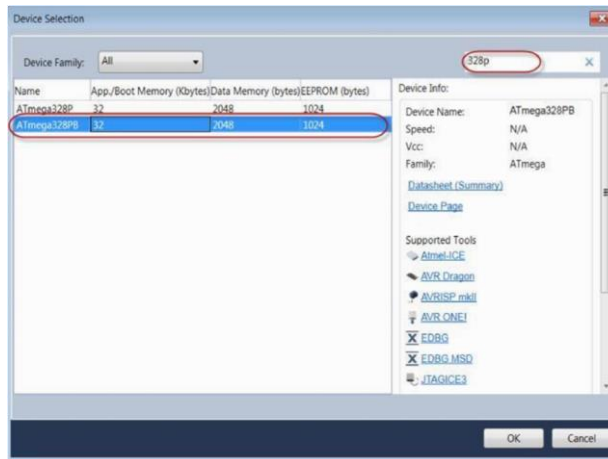 Device Selection
Device Family: All 328p
Name App./Boot Memory (Kbytes) Data Memory (bytes) EEPROM (bytes)
ATmega328P 32 2048 1024
ATmega328PB 32 2048 1024
Device Info:
Device Name: ATmega328PB
Speed: N/A
Vcc: N/A
Family: ATmega
Datasheet (Summary)
Device Page
Supported Tools
Atmel-ICE
AVR Dragon
AVRISP mkII
AVR ONE!
EDBG
EDBG MSD
JTAGICE3
OK Cancel